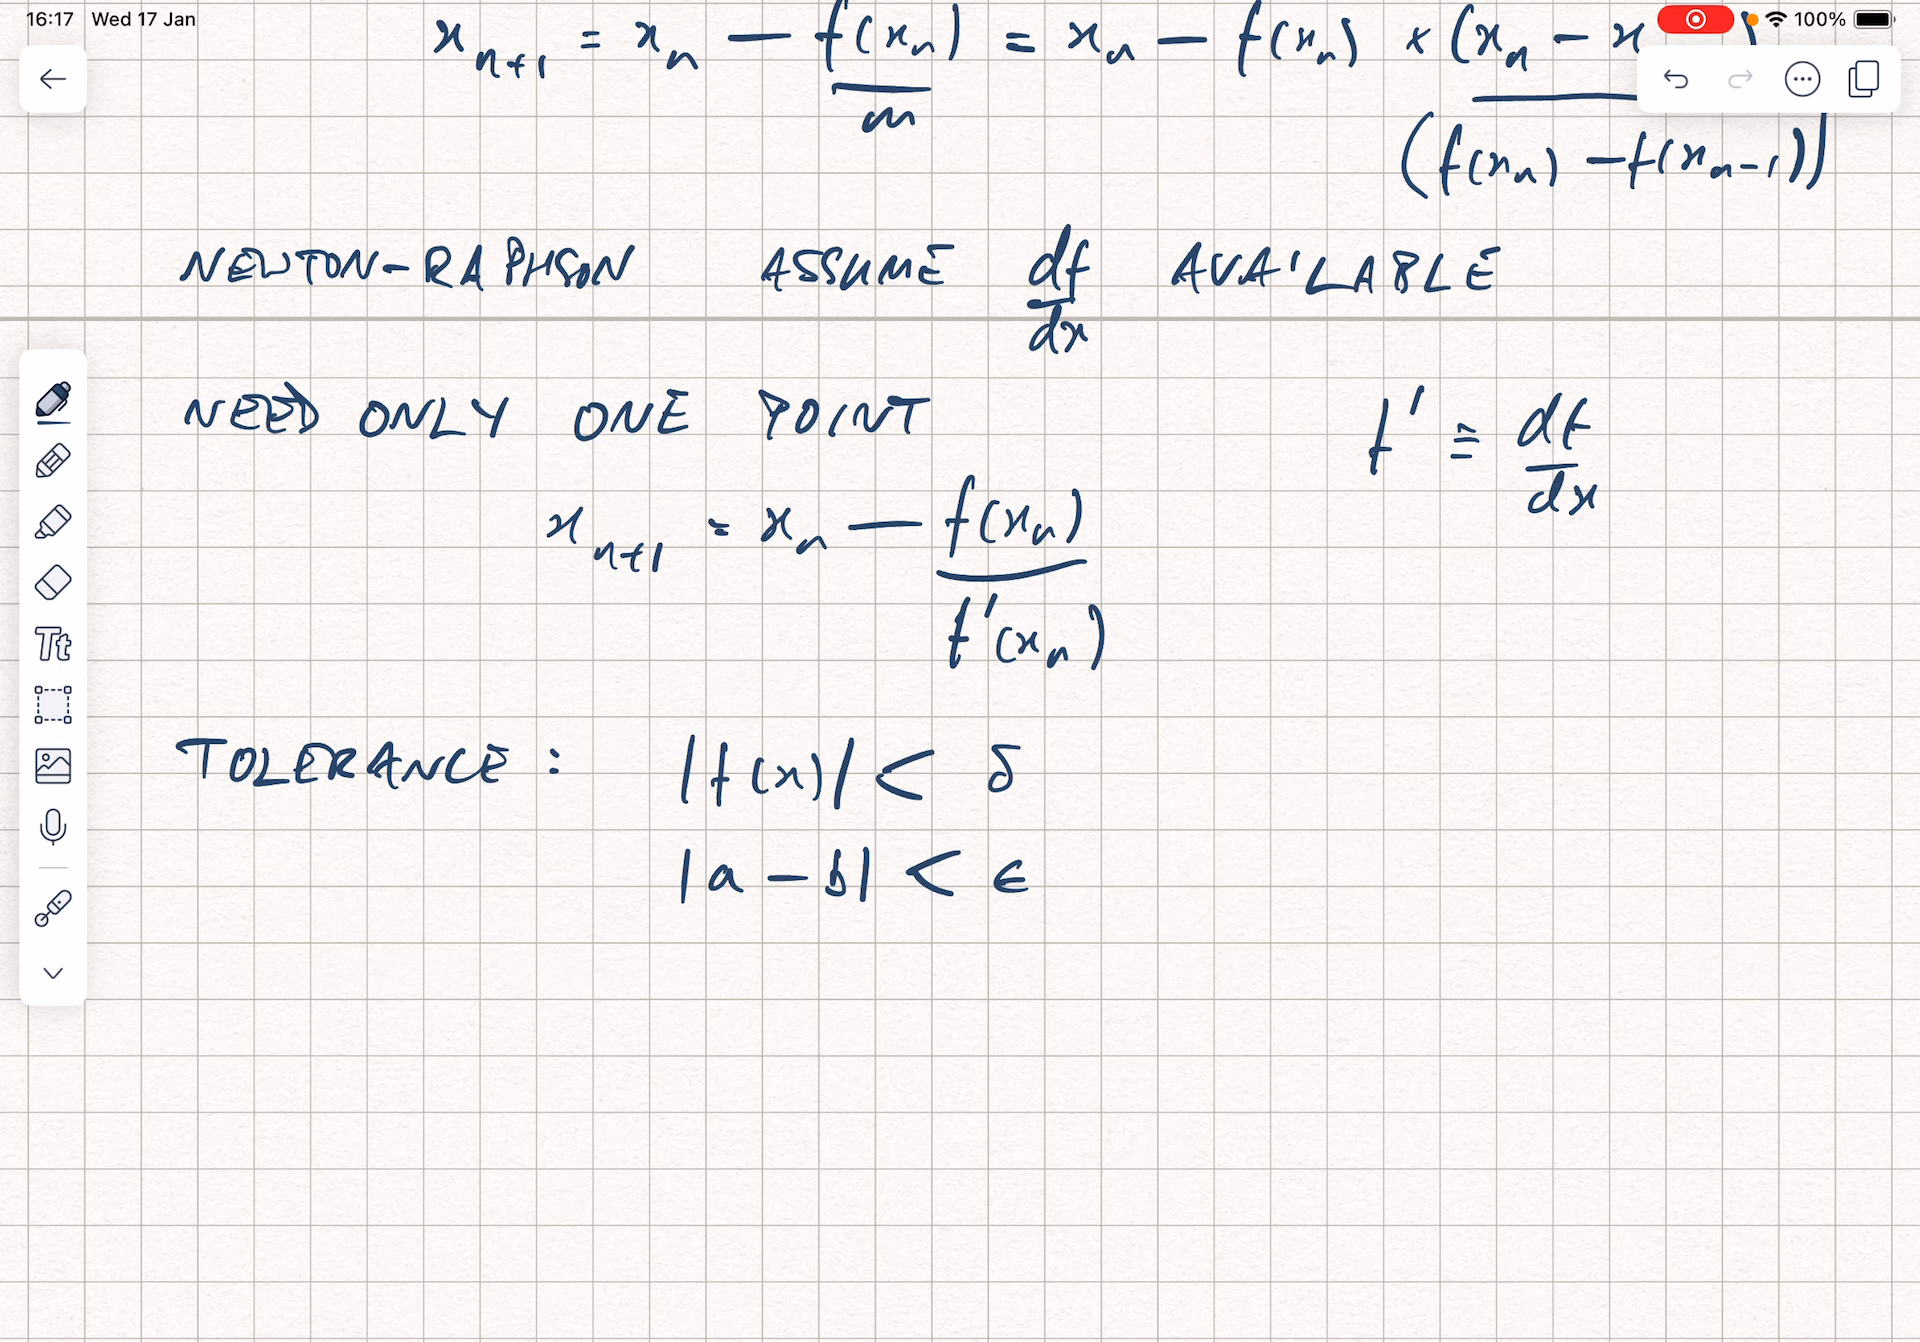 16:17 Wed 17 Jan 100%
x_{n+1} = x_n — f(x_n)/m = x_n — f(x_n) × (x_n — x / (f(x_n) — f(x_{n-1}))
NEWTON-RAPHSON ASSUME df/dx AVAILABLE
NEED ONLY ONE POINT f' ≡ df/dx
x_{n+1} = x_n — f(x_n)/f'(x_n)
TOLERANCE : |f(x)| < δ
|a — b| < ϵ
Tt